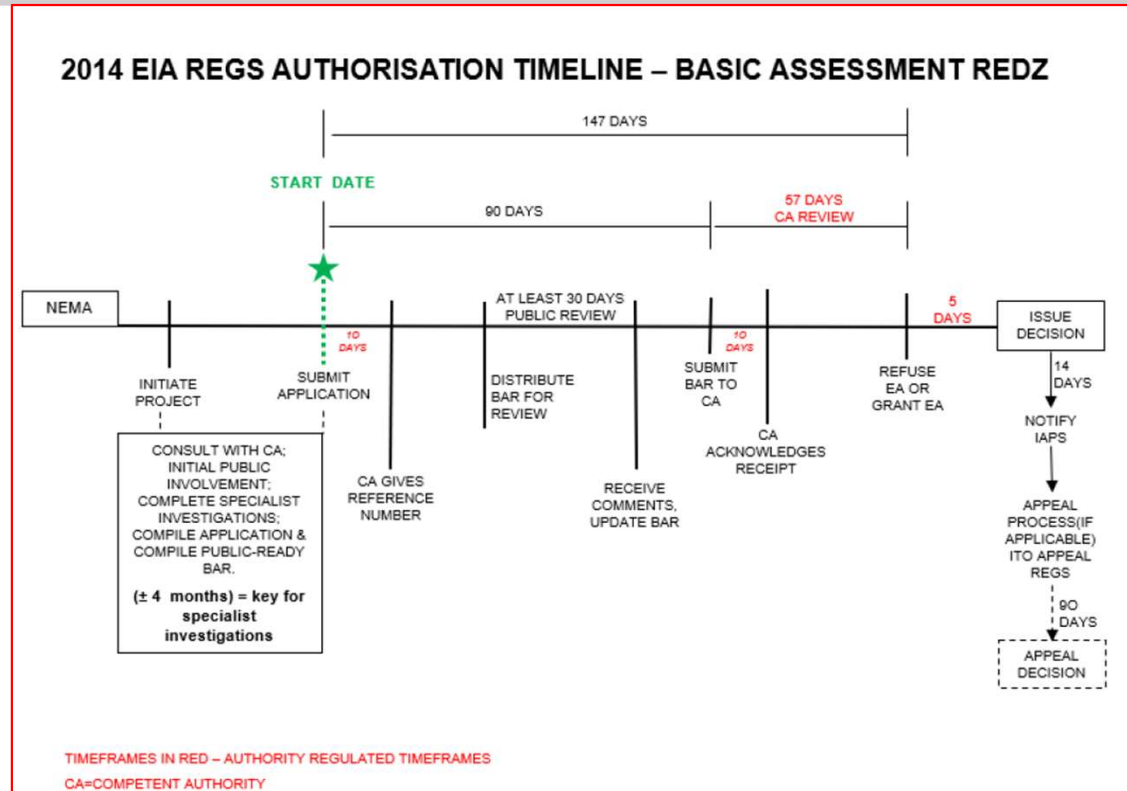 2014 EIA REGS AUTHORISATION TIMELINE – BASIC ASSESSMENT REDZ
147 DAYS
START DATE
90 DAYS
57 DAYS
CA REVIEW
NEMA
10
DAYS
AT LEAST 30 DAYS
PUBLIC REVIEW
10
DAYS
5
DAYS
ISSUE
DECISION
INITIATE
PROJECT
SUBMIT
APPLICATION
DISTRIBUTE
BAR FOR
REVIEW
SUBMIT
BAR TO
CA
REFUSE
EA OR
GRANT EA
14
DAYS
NOTIFY
IAPS
CONSULT WITH CA;
INITIAL PUBLIC
INVOLVEMENT;
COMPLETE SPECIALIST
INVESTIGATIONS;
COMPILE APPLICATION &
COMPILE PUBLIC-READY
BAR.
(± 4 months) = key for
specialist
investigations
CA GIVES
REFERENCE
NUMBER
RECEIVE
COMMENTS,
UPDATE BAR
CA
ACKNOWLEDGES
RECEIPT
APPEAL
PROCESS(IF
APPLICABLE)
ITO APPEAL
REGS
90
DAYS
APPEAL
DECISION
TIMEFRAMES IN RED – AUTHORITY REGULATED TIMEFRAMES
CA=COMPETENT AUTHORITY